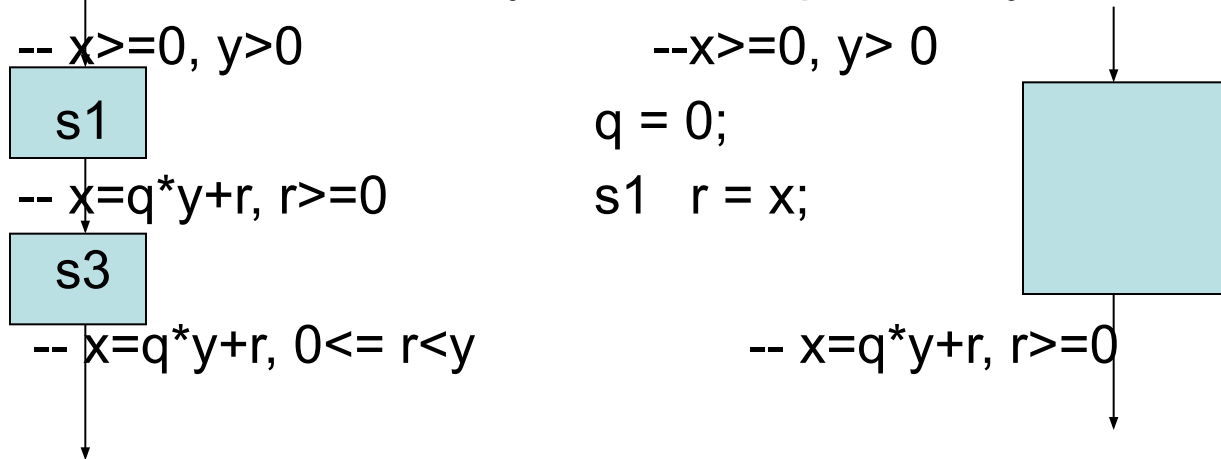 -- x>=0, y>0
s1
-- x=q*y+r, r>=0
s3
-- x=q*y+r, 0<= r<y
--x>=0, y> 0
q = 0;
s1 r = x;
-- x=q*y+r, r>=0